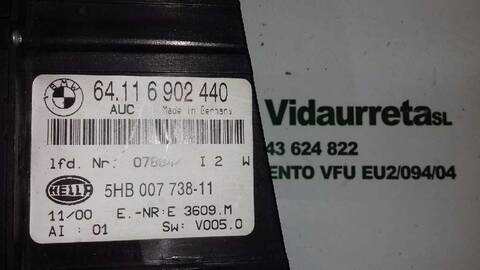 BMW
64.11 6 902 440
AUC Made in Germany
lfd. Nr: I 2 W
HELLA 5HB 007 738-11
11/00 E.-NR:E 3609.M
AI : 01 SW: V005.0
Vidaurreta SL
43 624 822
ENTO VFU EU2/094/04